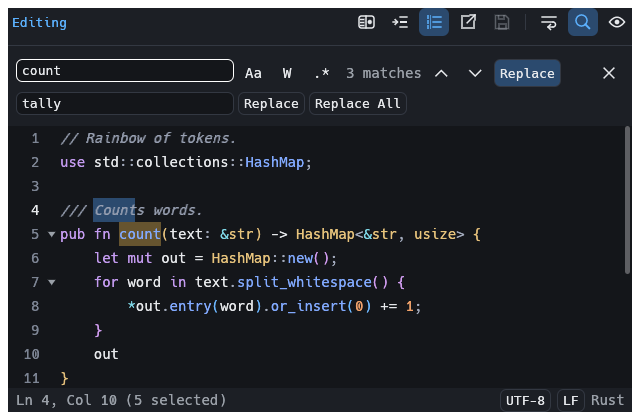 Editing
count Aa W .* 3 matches Replace
tally Replace Replace All
1 // Rainbow of tokens.
2 use std::collections::HashMap;
3
4 /// Counts words.
5 pub fn count(text: &str) -> HashMap<&str, usize> {
6 let mut out = HashMap::new();
7 for word in text.split_whitespace() {
8 *out.entry(word).or_insert(0) += 1;
9 }
10 out
11 }
Ln 4, Col 10 (5 selected) UTF-8 LF Rust